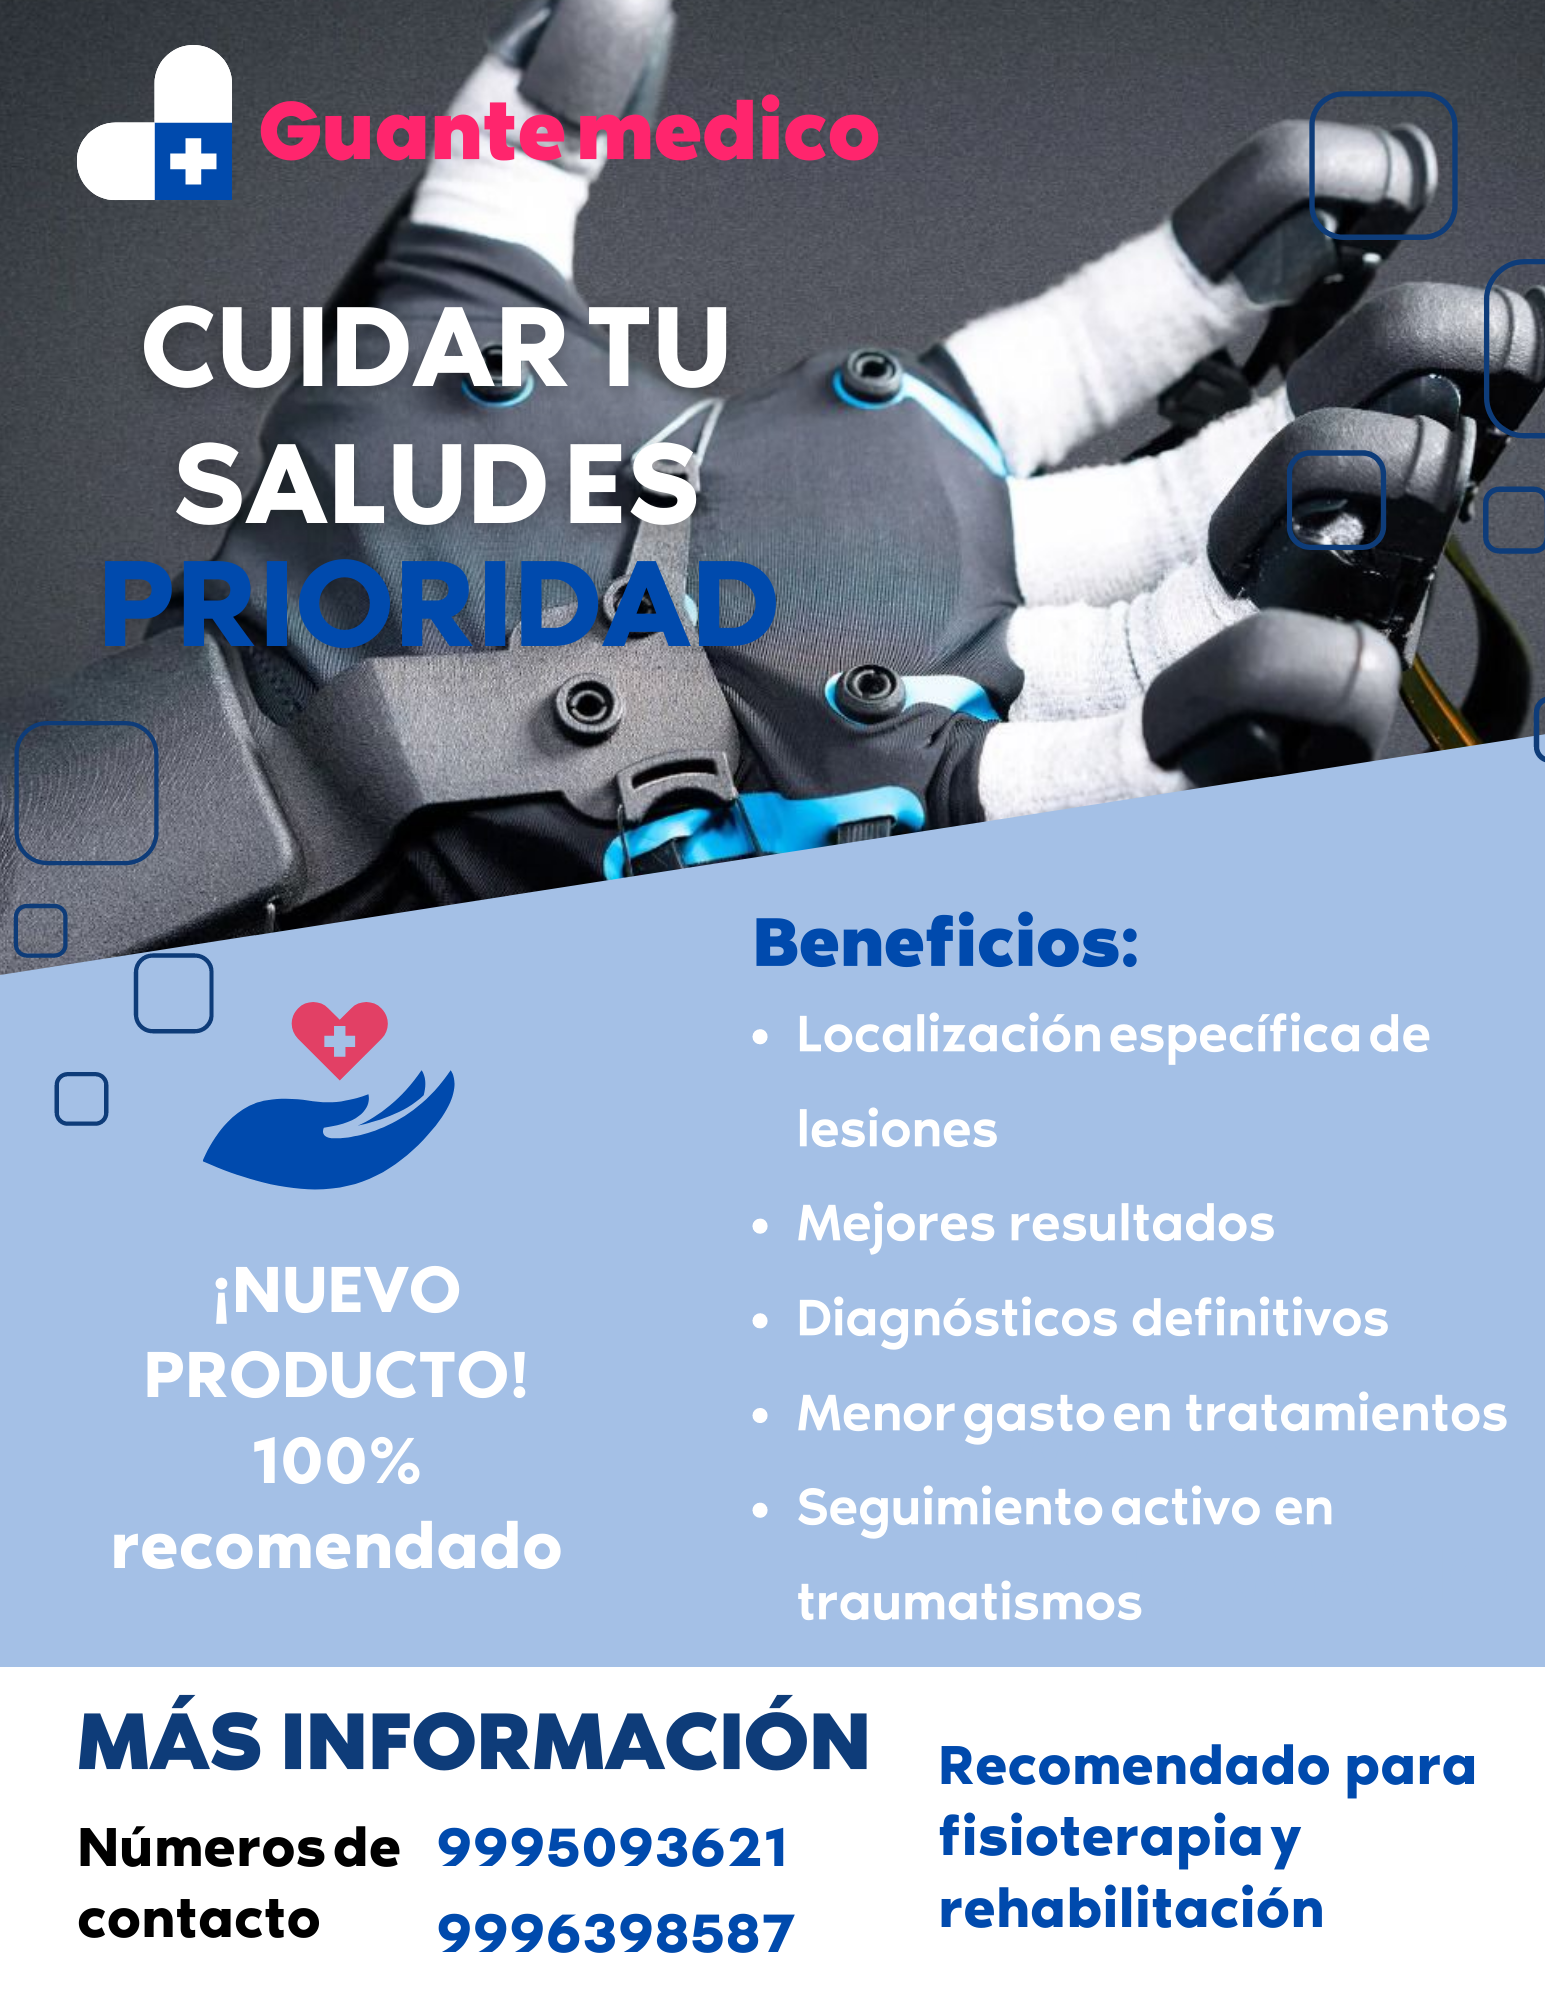 Guante medico
CUIDAR TU
SALUD ES
PRIORIDAD
Beneficios:
• Localización específica de
lesiones
• Mejores resultados
• Diagnósticos definitivos
• Menor gasto en tratamientos
• Seguimiento activo en
traumatismos
¡NUEVO
PRODUCTO!
100%
recomendado
MÁS INFORMACIÓN
Números de
contacto
9995093621
9996398587
Recomendado para
fisioterapia y
rehabilitación